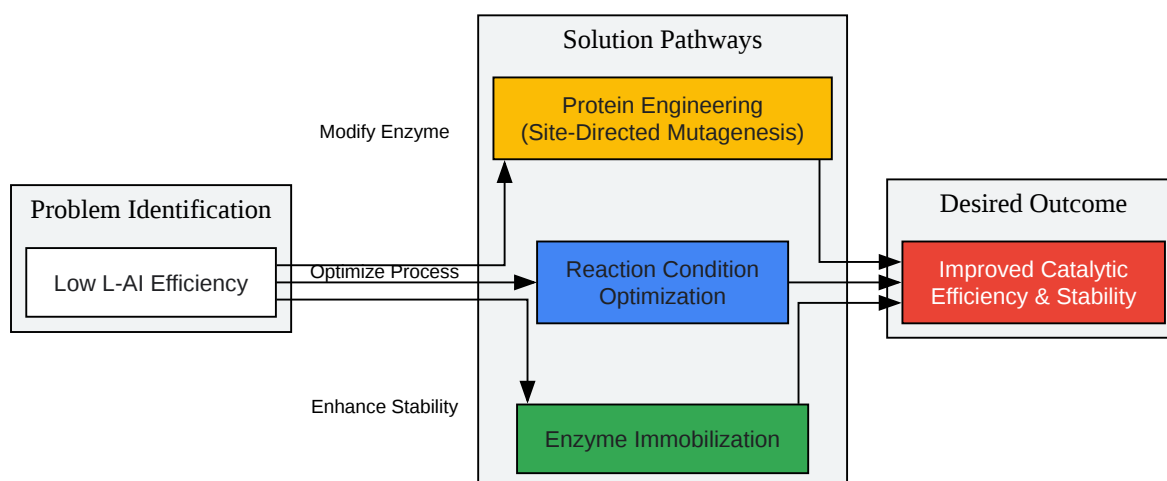 Problem Identification
Low L-AI Efficiency
Modify Enzyme
Optimize Process
Enhance Stability
Solution Pathways
Protein Engineering
(Site-Directed Mutagenesis)
Reaction Condition
Optimization
Enzyme Immobilization
Desired Outcome
Improved Catalytic
Efficiency & Stability